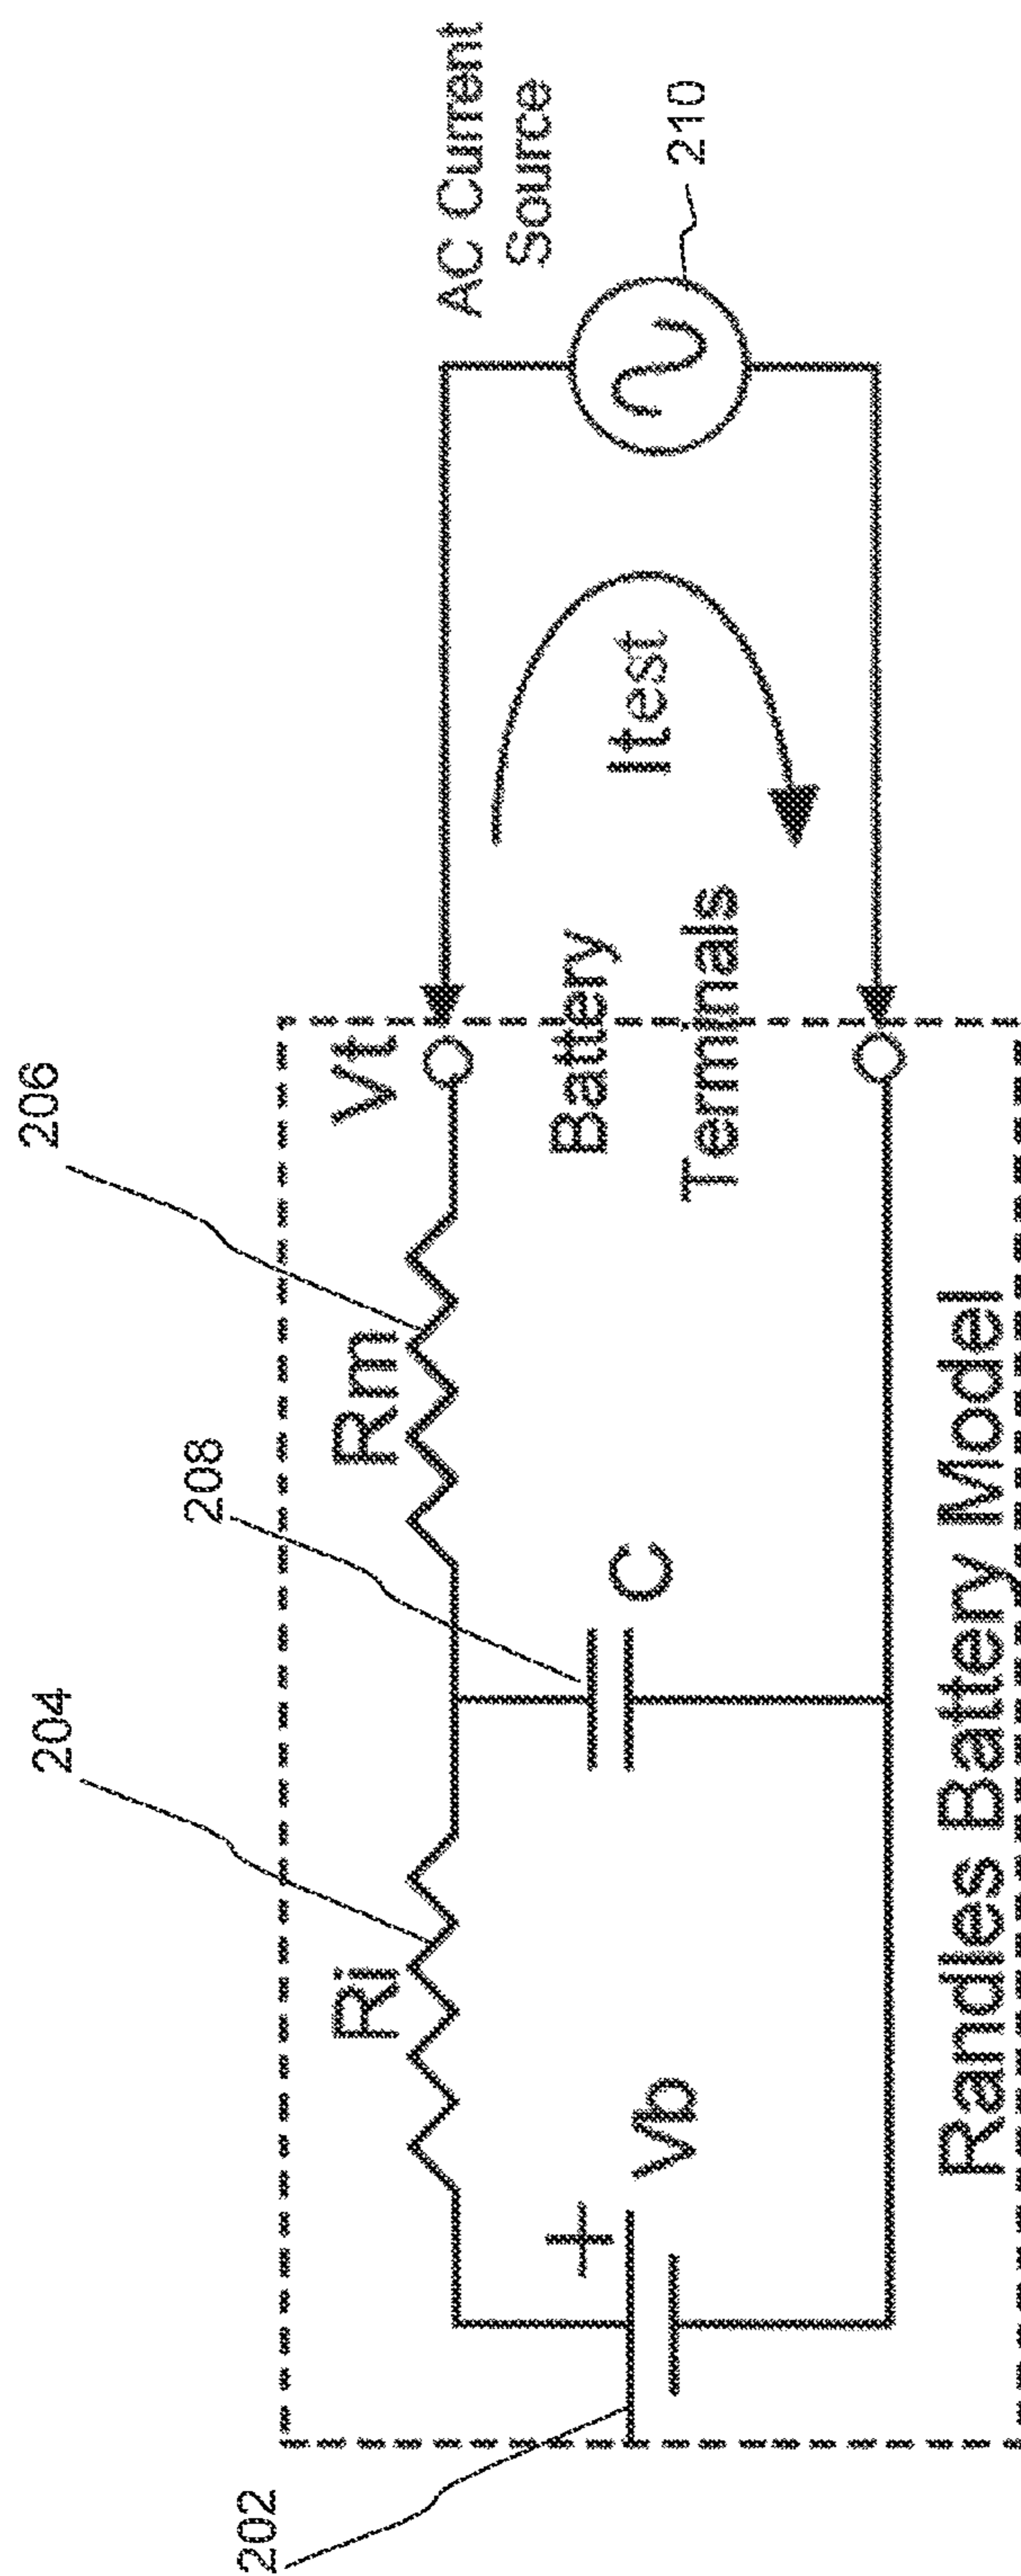 206
204
208
AC Current
Source
210
Ri
Rm
Vt
202
+
Vb
C
Battery
Terminals
Itest
Randles Battery Model